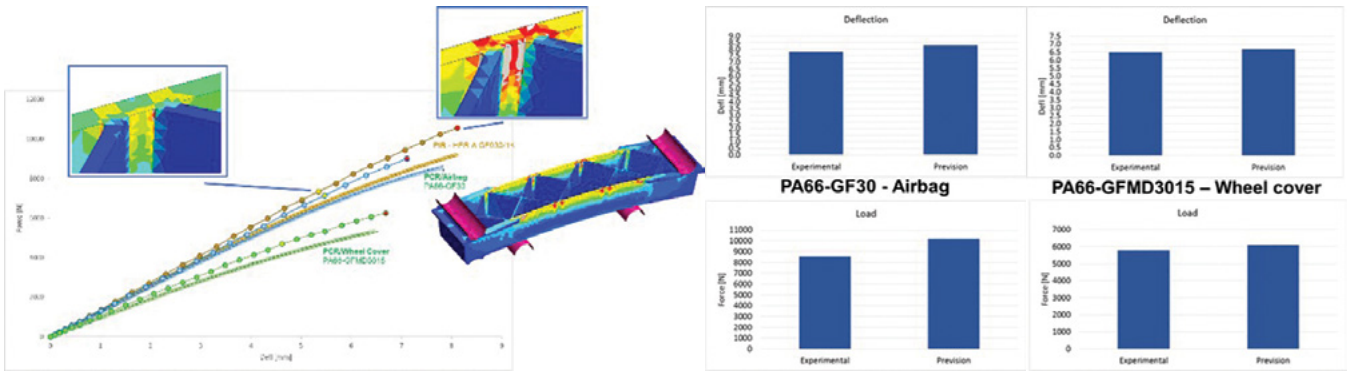 12000
10000
8000
6000
4000
2000
0
Force [N]
0 1 2 3 4 5 6 7 8 9
Defl [mm]
PCR/Airbag
PA66-GF30
PCR/Wheel Cover
PA66-GFMD3015
Deflection
9.0
8.5
8.0
7.5
7.0
6.5
6.0
5.5
5.0
4.5
4.0
3.5
3.0
2.5
2.0
1.5
1.0
0.5
0.0
Defl [mm]
Experimental Prevision
PA66-GF30 - Airbag
Deflection
7.5
7.0
6.5
6.0
5.5
5.0
4.5
4.0
3.5
3.0
2.5
2.0
1.5
1.0
0.5
0.0
Defl [mm]
Experimental Prevision
PA66-GFMD3015 – Wheel cover
Load
11000
10000
9000
8000
7000
6000
5000
4000
3000
2000
1000
0
Force [N]
Experimental Prevision
Load
7000
6000
5000
4000
3000
2000
1000
0
Force [N]
Experimental Prevision